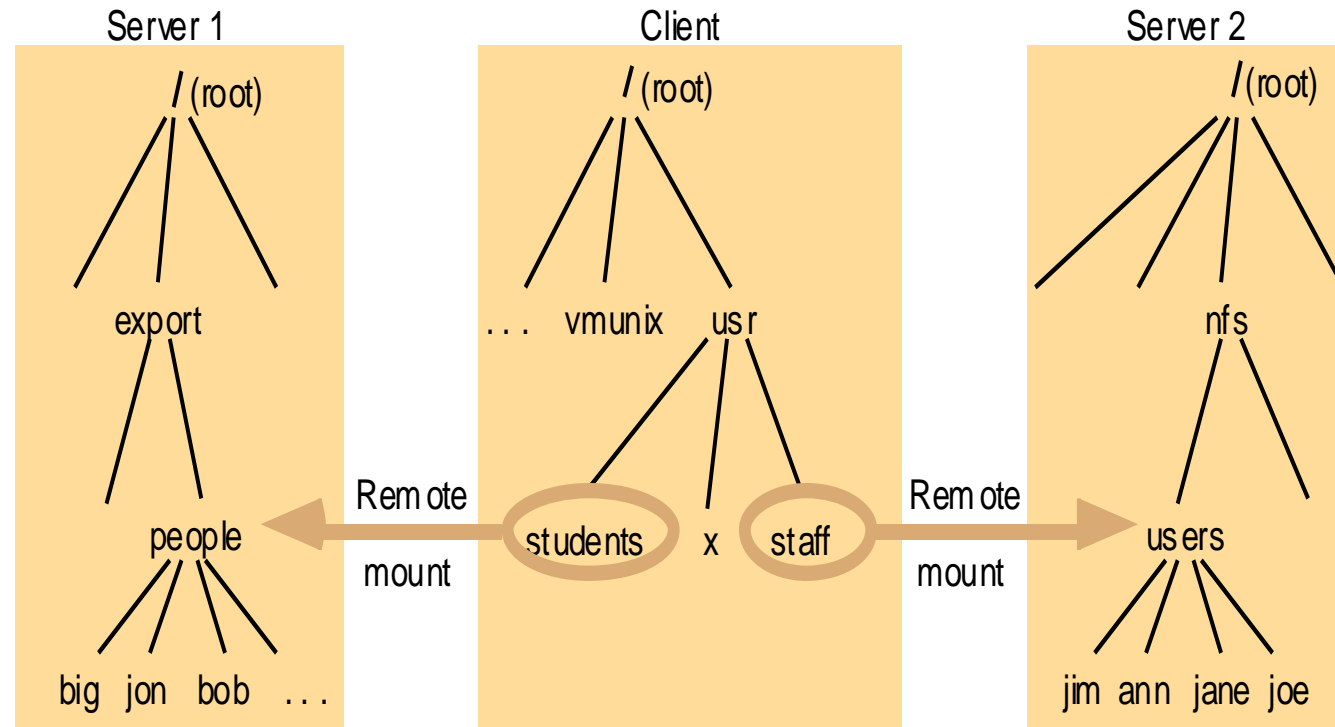 Server 1 Client Server 2
/ (root) / (root) / (root)
export . . . vmunix usr nfs
Remote Remote
people students x staff users
mount mount
big jon bob . . . jim ann jane joe